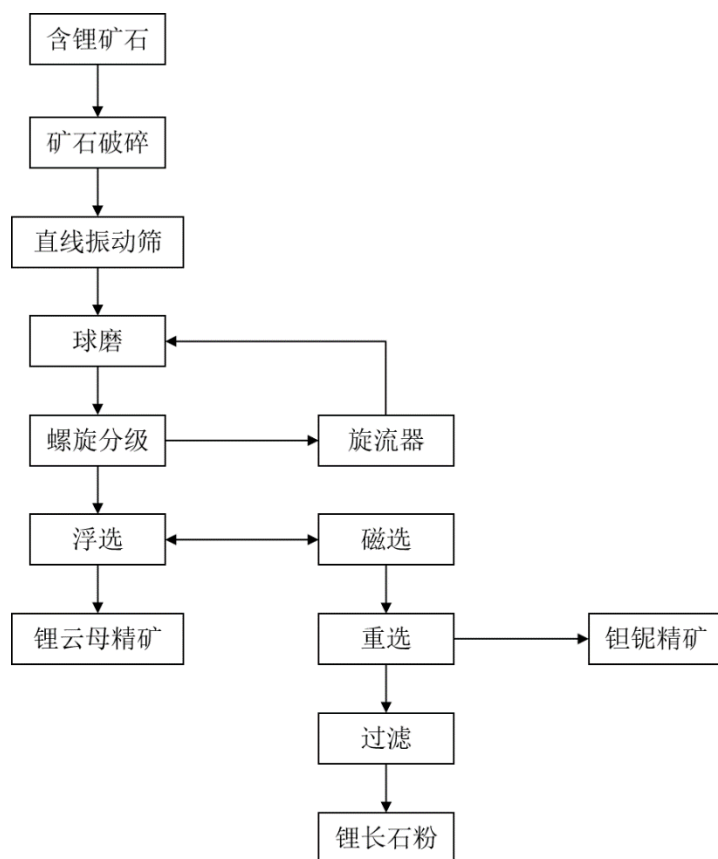 含锂矿石
矿石破碎
直线振动筛
球磨
螺旋分级
旋流器
浮选
磁选
锂云母精矿
重选
钽铌精矿
过滤
锂长石粉